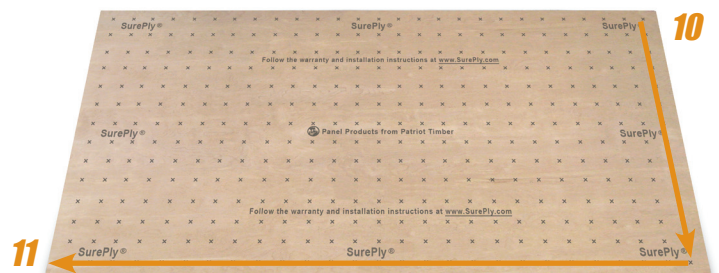 SurePly® SurePly® SurePly® 10
Follow the warranty and installation instructions at www.SurePly.com
SurePly® Panel Products from Patriot Timber SurePly®
Follow the warranty and installation instructions at www.SurePly.com
11 SurePly® SurePly® SurePly®